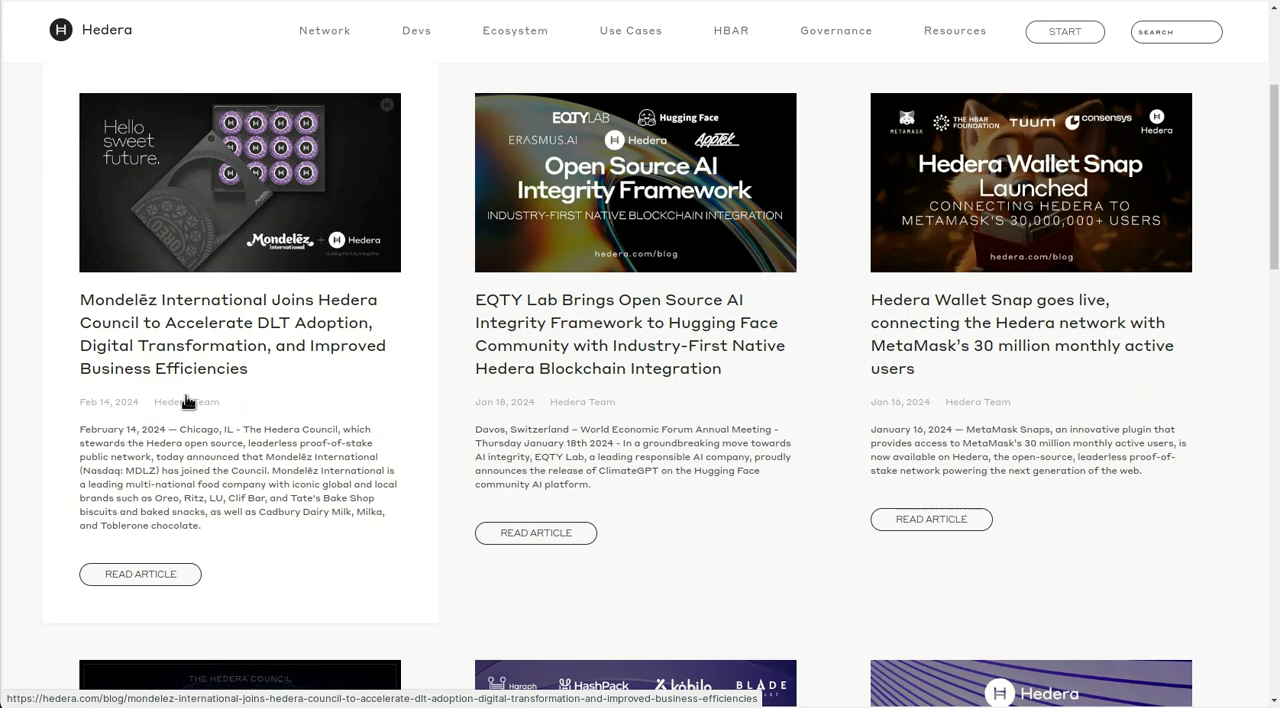 Hedera
Network
Devs
Ecosystem
Use Cases
HBAR
Governance
Resources
START
SEARCH
Hello
sweet
future.
Mondelēz
International
+
Hedera
EQTYLAB
Hugging Face
ERASMUS.AI
Hedera
AppTek
Open Source AI
Integrity Framework
INDUSTRY-FIRST NATIVE BLOCKCHAIN INTEGRATION
hedera.com/blog
METAMASK
THE HBAR
FOUNDATION
TUUM
consensys
Hedera
Hedera Wallet Snap
Launched
CONNECTING HEDERA TO
METAMASK'S 30,000,000+ USERS
hedera.com/blog
Mondelēz International Joins Hedera
Council to Accelerate DLT Adoption,
Digital Transformation, and Improved
Business Efficiencies
Feb 14, 2024 Hedera Team
February 14, 2024 — Chicago, IL - The Hedera Council, which
stewards the Hedera open source, leaderless proof-of-stake
public network, today announced that Mondelēz International
(Nasdaq: MDLZ) has joined the Council. Mondelēz International is
a leading multi-national food company with iconic global and local
brands such as Oreo, Ritz, LU, Clif Bar, and Tate's Bake Shop
biscuits and baked snacks, as well as Cadbury Dairy Milk, Milka,
and Toblerone chocolate.
READ ARTICLE
EQTY Lab Brings Open Source AI
Integrity Framework to Hugging Face
Community with Industry-First Native
Hedera Blockchain Integration
Jan 18, 2024 Hedera Team
Davos, Switzerland – World Economic Forum Annual Meeting -
Thursday January 18th 2024 - In a groundbreaking move towards
AI integrity, EQTY Lab, a leading responsible AI company, proudly
announces the release of ClimateGPT on the Hugging Face
community AI platform.
READ ARTICLE
Hedera Wallet Snap goes live,
connecting the Hedera network with
MetaMask's 30 million monthly active
users
Jan 16, 2024 Hedera Team
January 16, 2024 — MetaMask Snaps, an innovative plugin that
provides access to MetaMask's 30 million monthly active users, is
now available on Hedera, the open-source, leaderless proof-of-
stake network powering the next generation of the web.
READ ARTICLE
THE HEDERA COUNCIL
Hgraph
HashPack
Kabila
BLADE
Hedera
https://hedera.com/blog/mondelez-international-joins-hedera-council-to-accelerate-dlt-adoption-digital-transformation-and-improved-business-efficiencies